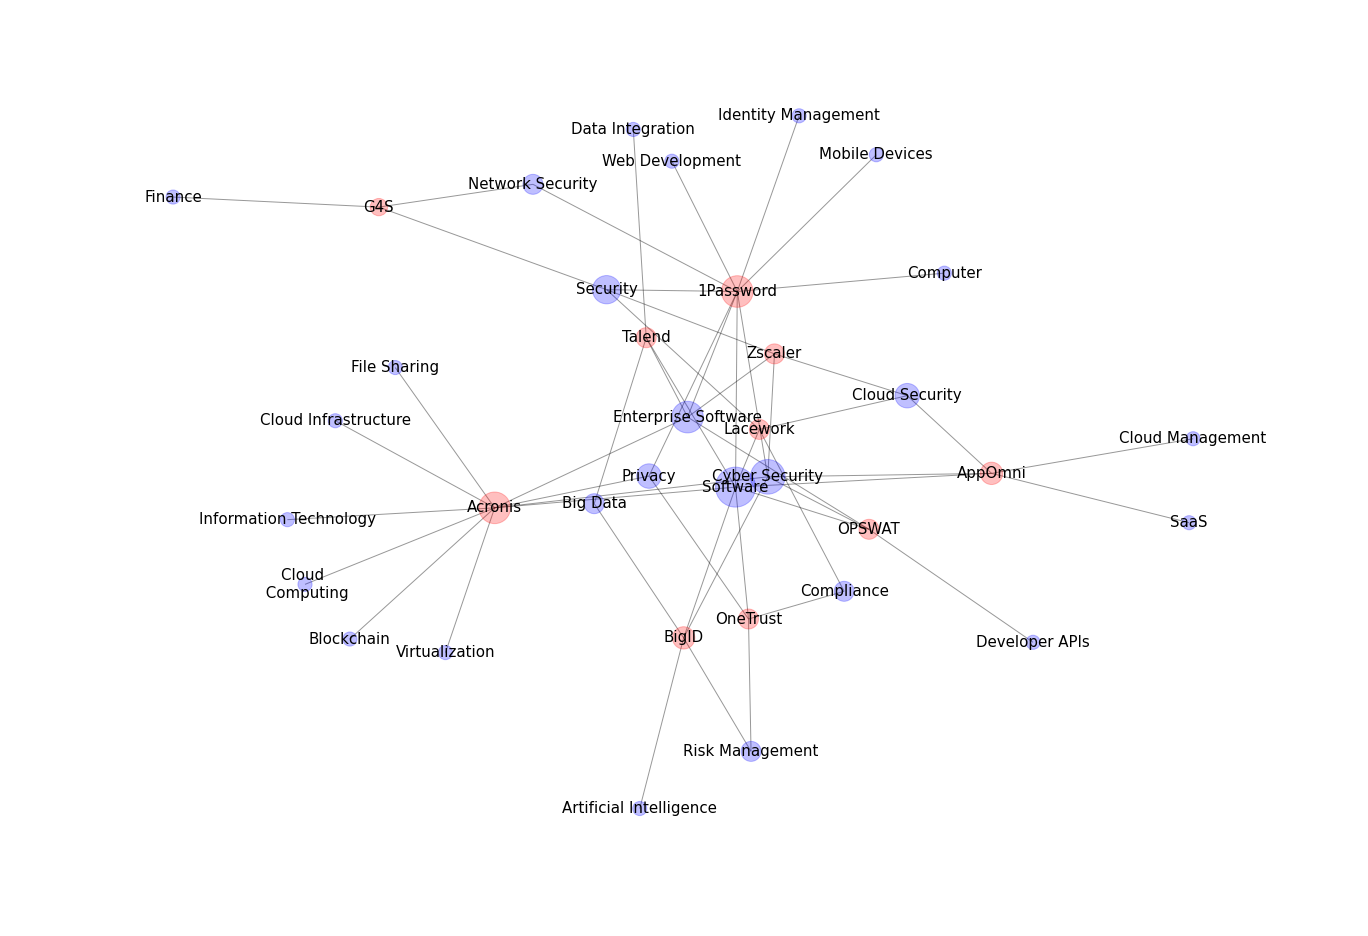 Identity Management
Data Integration
Mobile Devices
Web Development
Network Security
Finance
G4S
Computer
Security
1Password
Talend
Zscaler
File Sharing
Cloud Security
Enterprise Software
Cloud Infrastructure
Lacework
Cloud Management
AppOmni
Privacy
Cyber Security
Software
Big Data
Acronis
Information Technology
SaaS
OPSWAT
Cloud
Computing
Compliance
OneTrust
BigID
Blockchain
Developer APIs
Virtualization
Risk Management
Artificial Intelligence